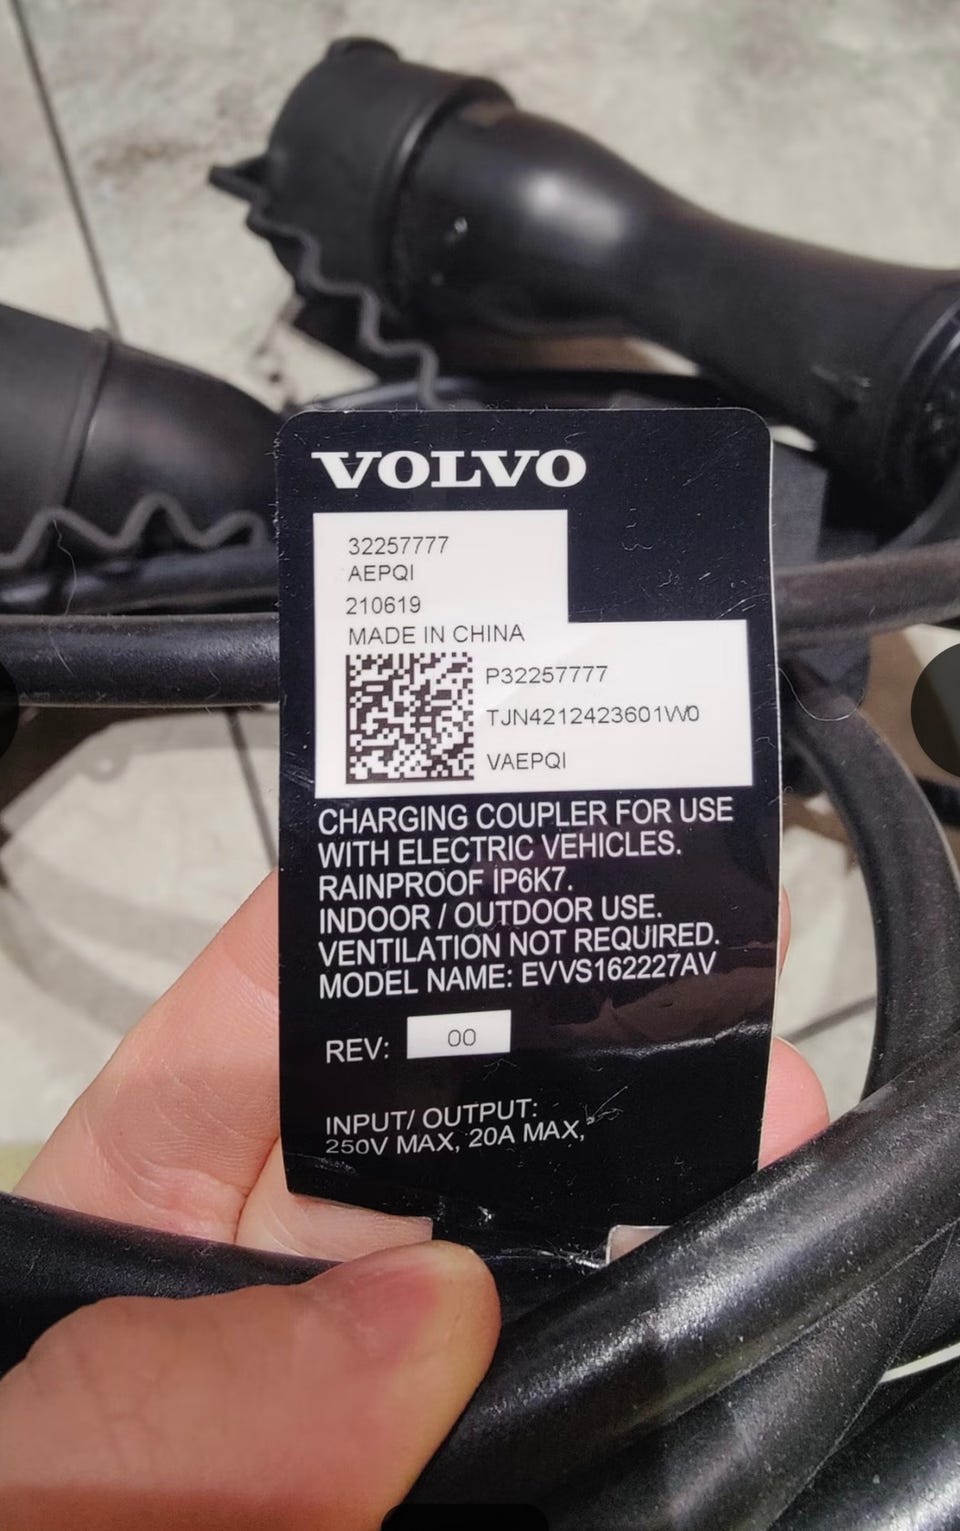 VOLVO
32257777
AEPQI
210619
MADE IN CHINA
P32257777
TJN4212423601W0
VAEPQI
CHARGING COUPLER FOR USE
WITH ELECTRIC VEHICLES.
RAINPROOF IP6K7.
INDOOR / OUTDOOR USE.
VENTILATION NOT REQUIRED.
MODEL NAME: EVVS162227AV
REV: 00
INPUT/ OUTPUT:
250V MAX, 20A MAX,